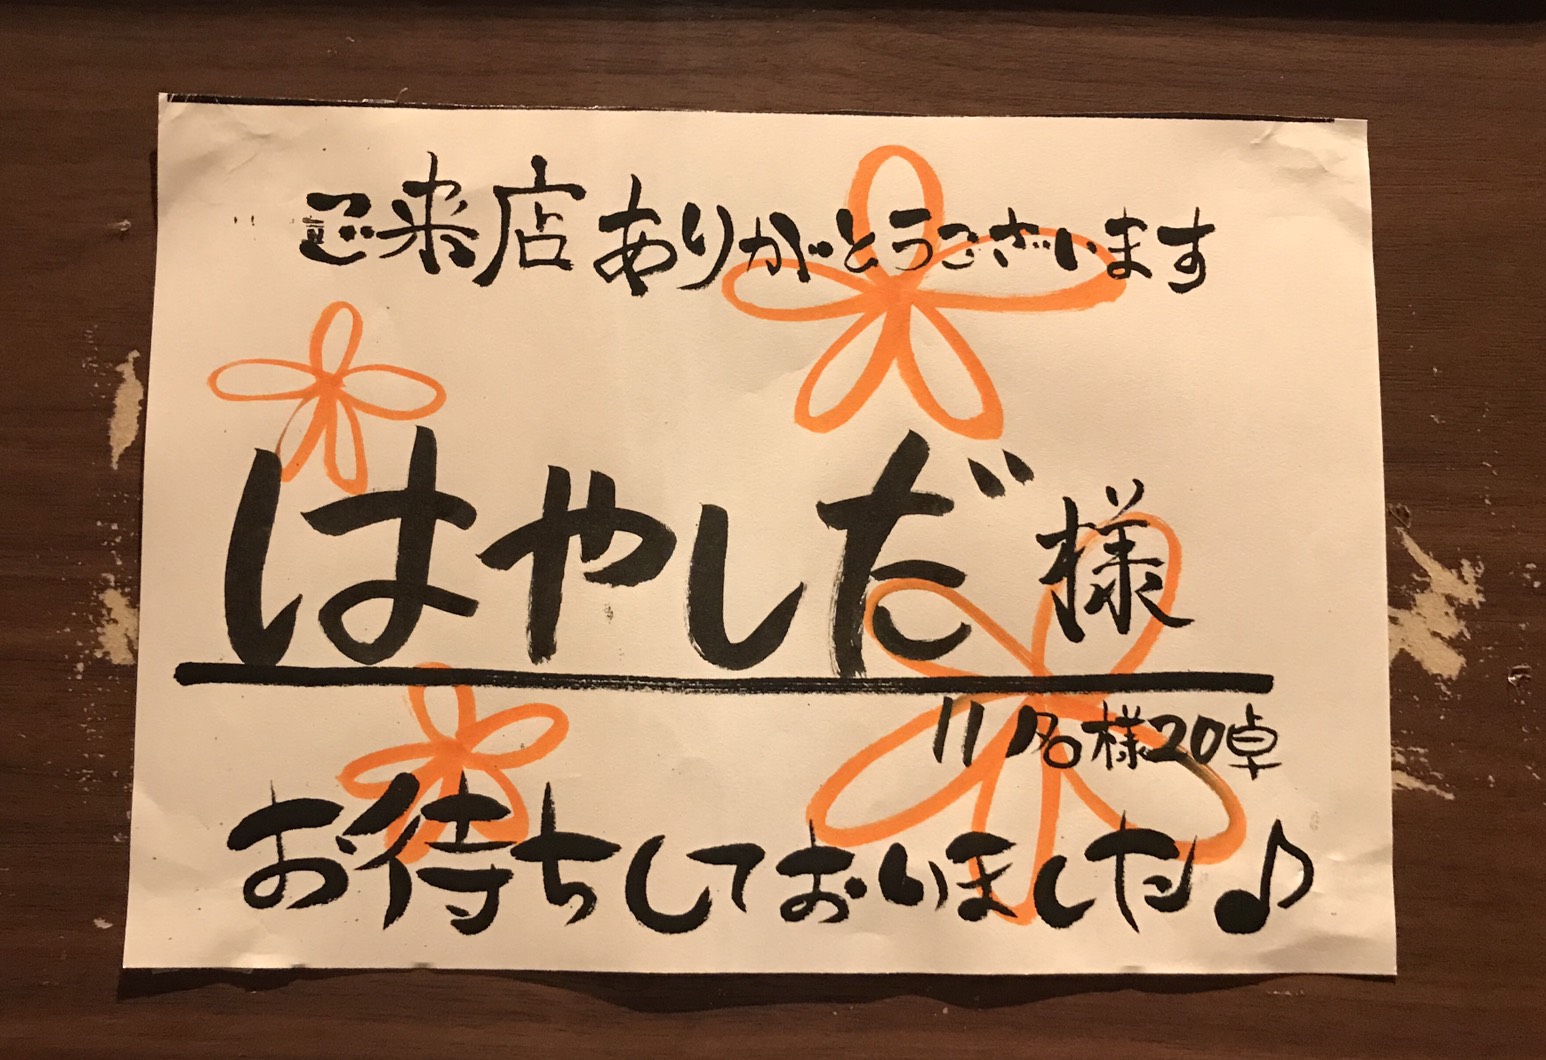 ご来店ありがとうございます
はやしだ様
11名様20卓
お待ちしておりました♪